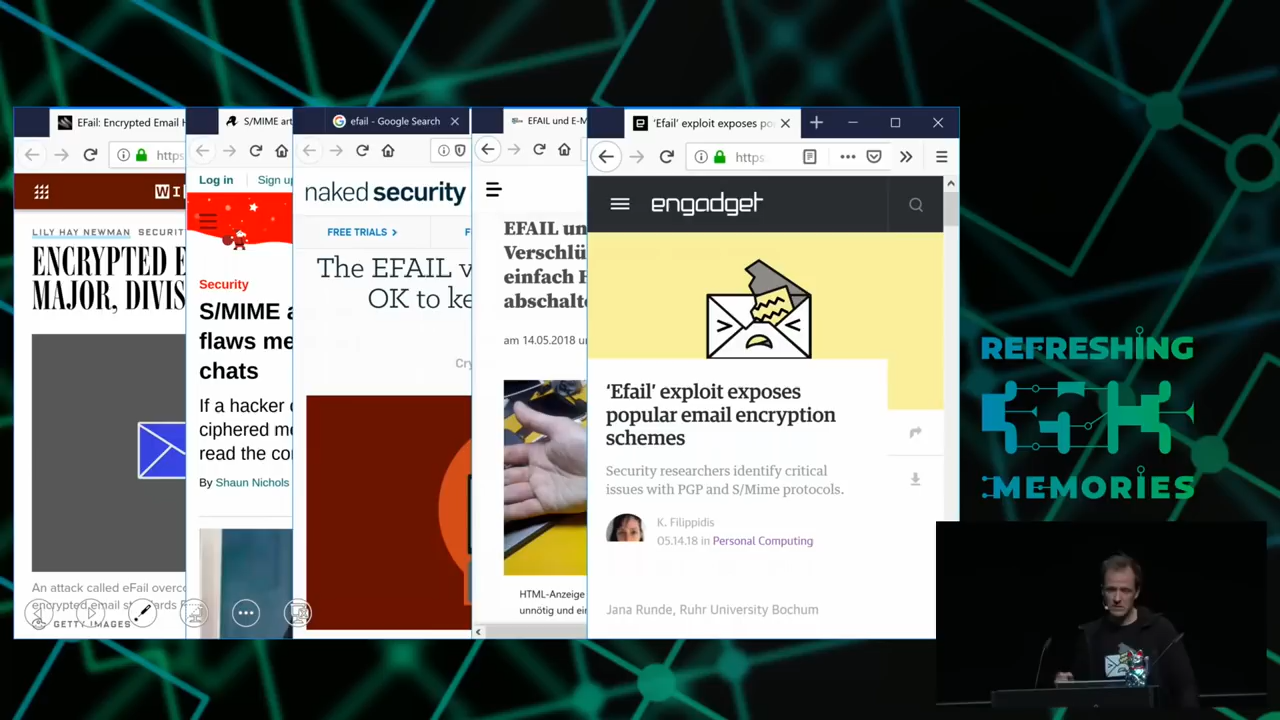 EFail: Encrypted Email
https
LILY HAY NEWMAN SECURIT
ENCRYPTED E
MAJOR, DIVIS
An attack called eFail overco
encrypted email
GETTY IMAGES
S/MIME art
Log in Sign up
Security
S/MIME a
flaws me
chats
If a hacker
ciphered me
read the co
By Shaun Nichols
efail - Google Search
naked security
FREE TRIALS
F
The EFAIL v
OK to ke
Cry
EFAIL und E-M
EFAIL un
Verschlü
einfach H
abschalte
am 14.05.2018 u
HTML-Anzeige
unnötig und ei
'Efail' exploit exposes po
https
engadget
‘Efail’ exploit exposes
popular email encryption
schemes
Security researchers identify critical
issues with PGP and S/Mime protocols.
K. Filippidis
05.14.18 in Personal Computing
Jana Runde, Ruhr University Bochum
REFRESHING
35C3
MEMORIES